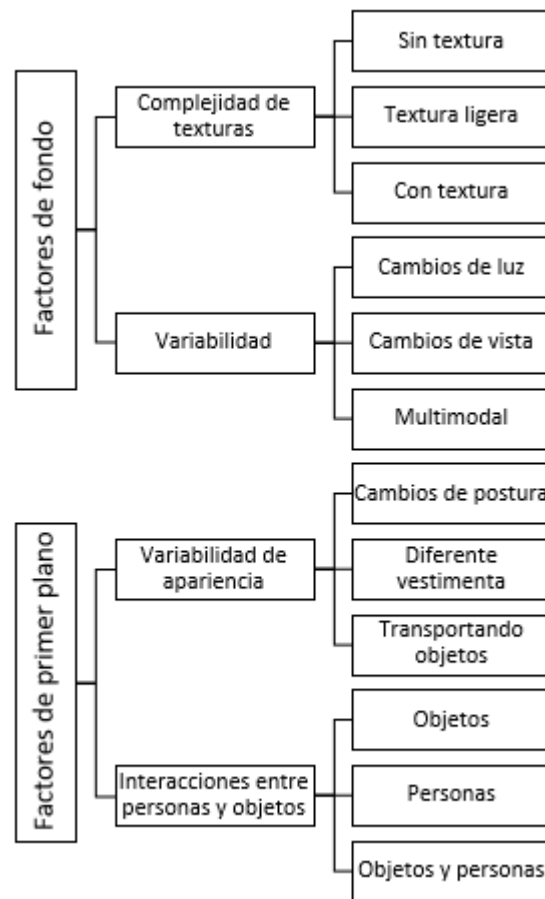 Factores de fondo
Complejidad de
texturas
Sin textura
Textura ligera
Con textura
Variabilidad
Cambios de luz
Cambios de vista
Multimodal
Factores de primer plano
Variabilidad de
apariencia
Cambios de postura
Diferente
vestimenta
Transportando
objetos
Interacciones entre
personas y objetos
Objetos
Personas
Objetos y personas